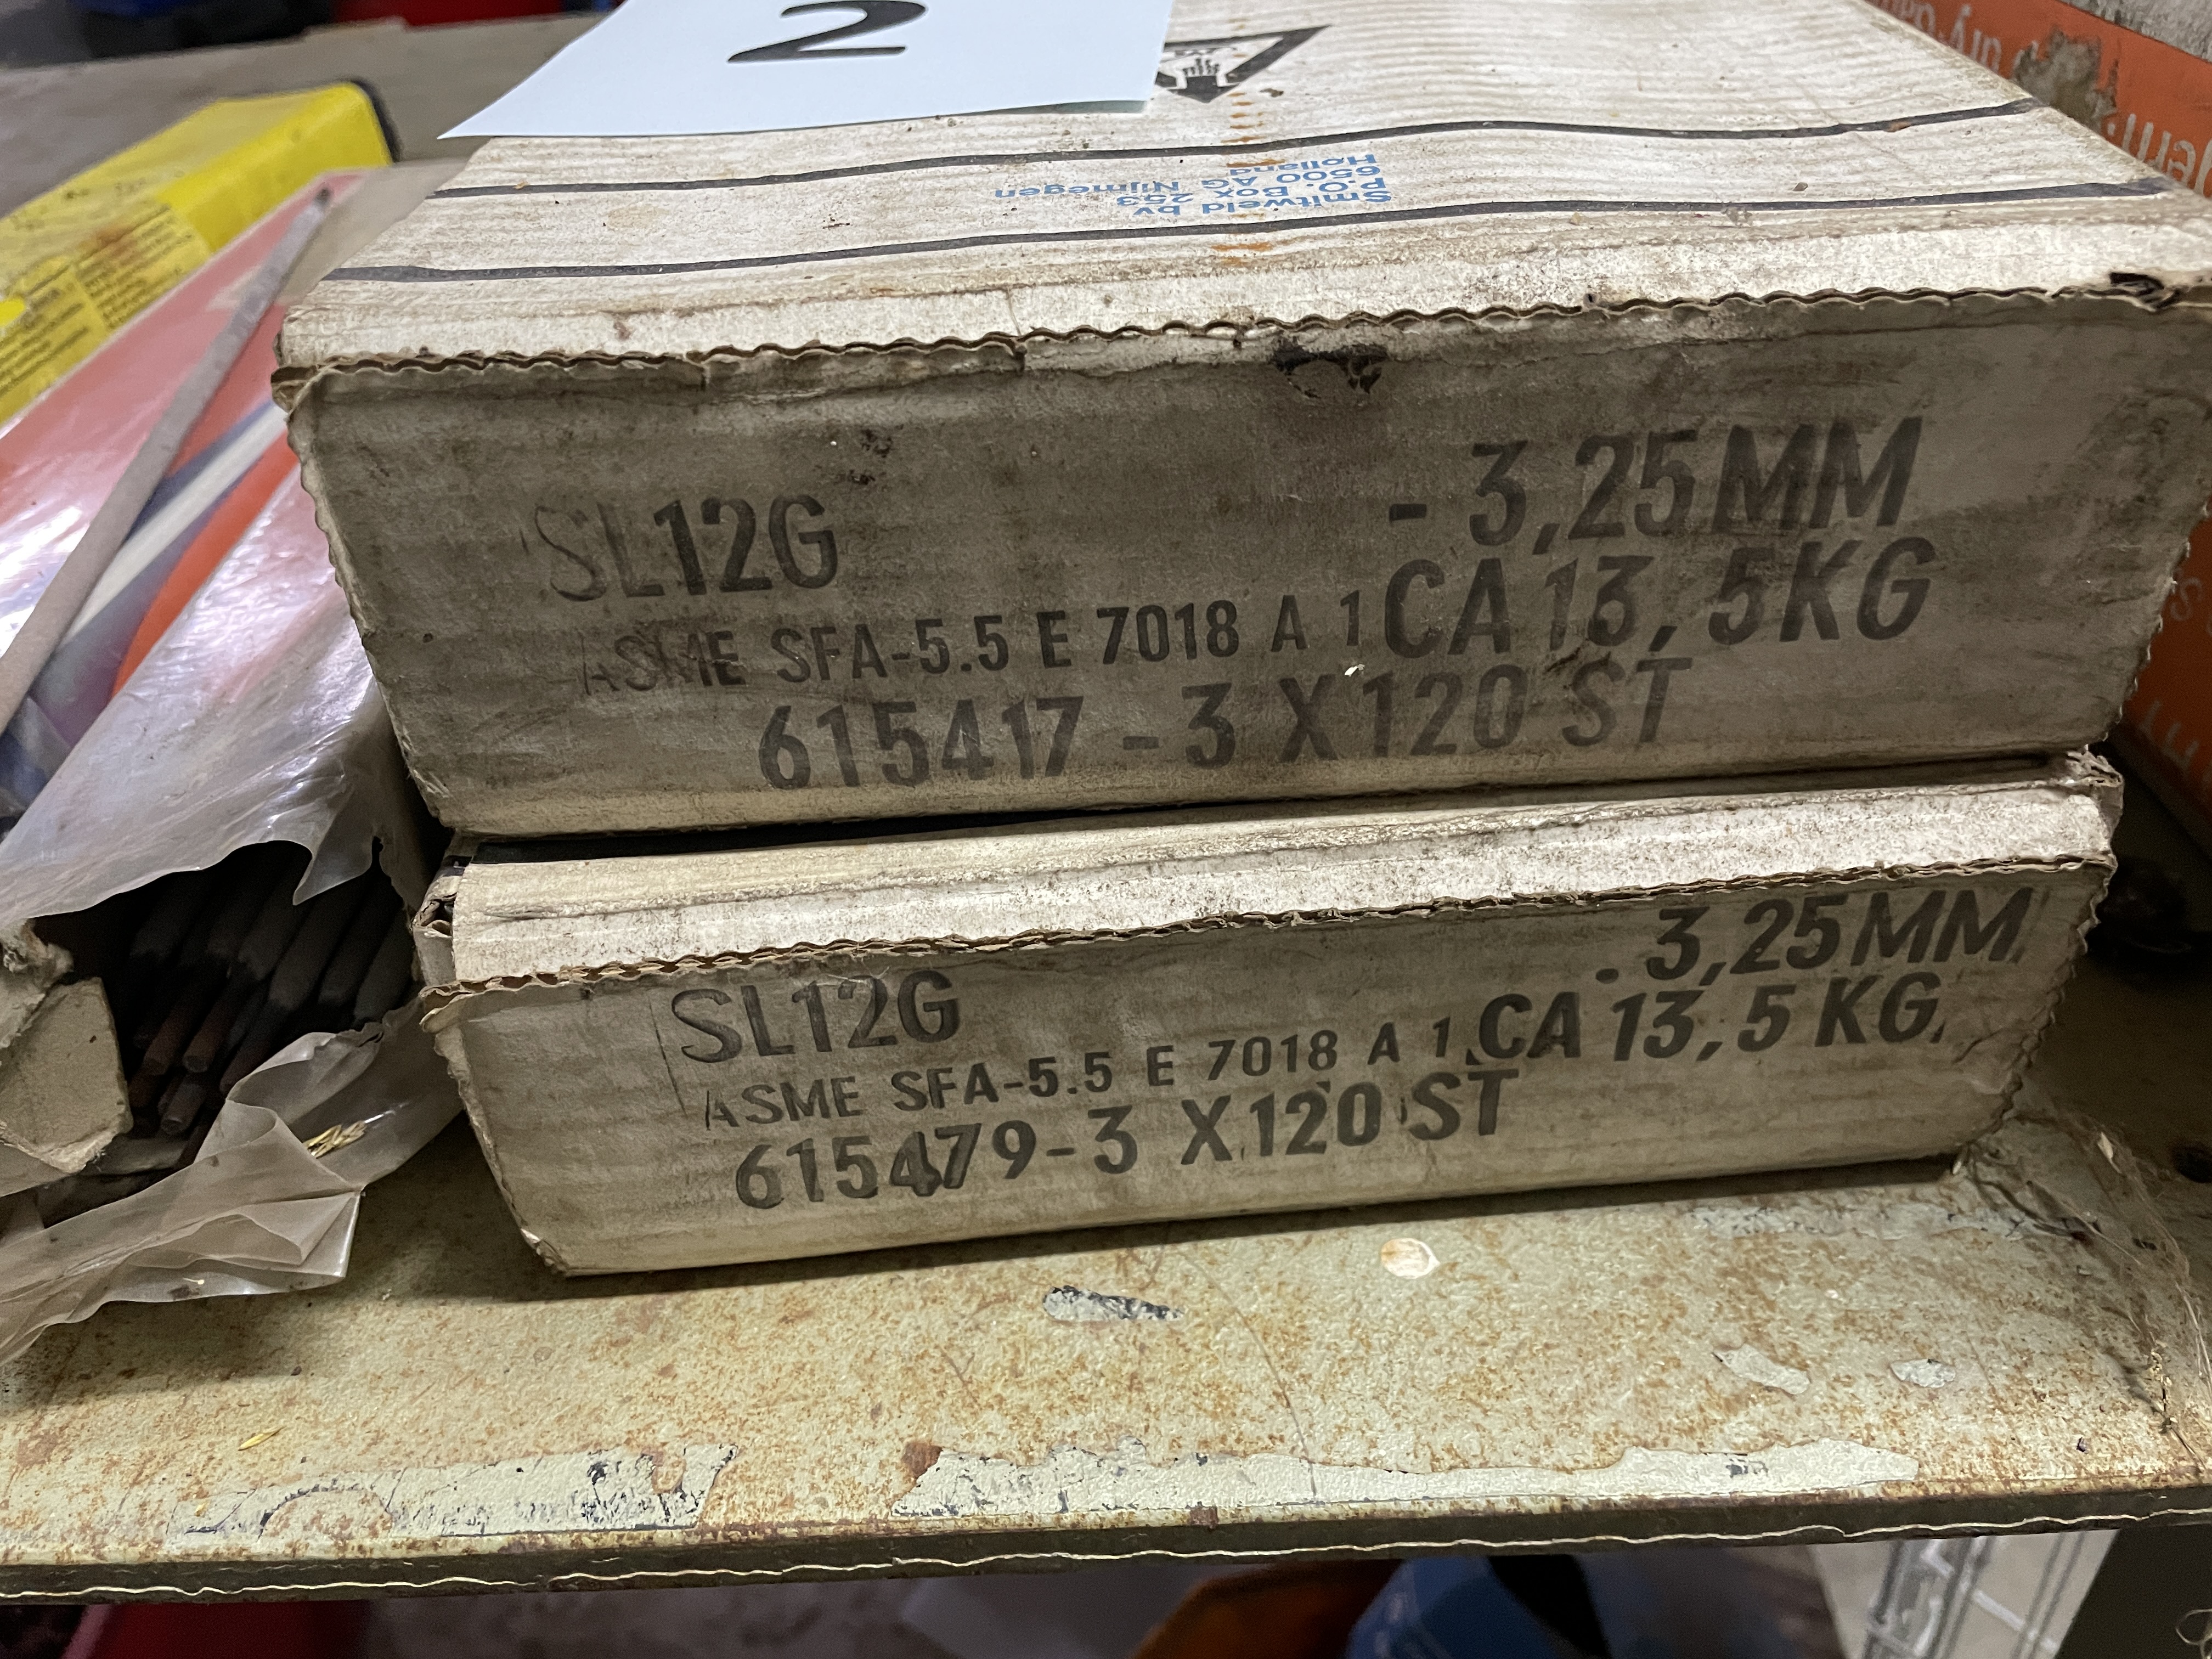 2
Smitweld bv
P.O. Box 253
6500 AG Nijmegen
Holland
SL12G - 3,25MM
ASME SFA-5.5 E 7018 A 1 CA 13,5KG
615417 - 3 X 120 ST
SL12G - 3,25MM
ASME SFA-5.5 E 7018 A 1 CA 13,5 KG
615479 - 3 X 120 ST